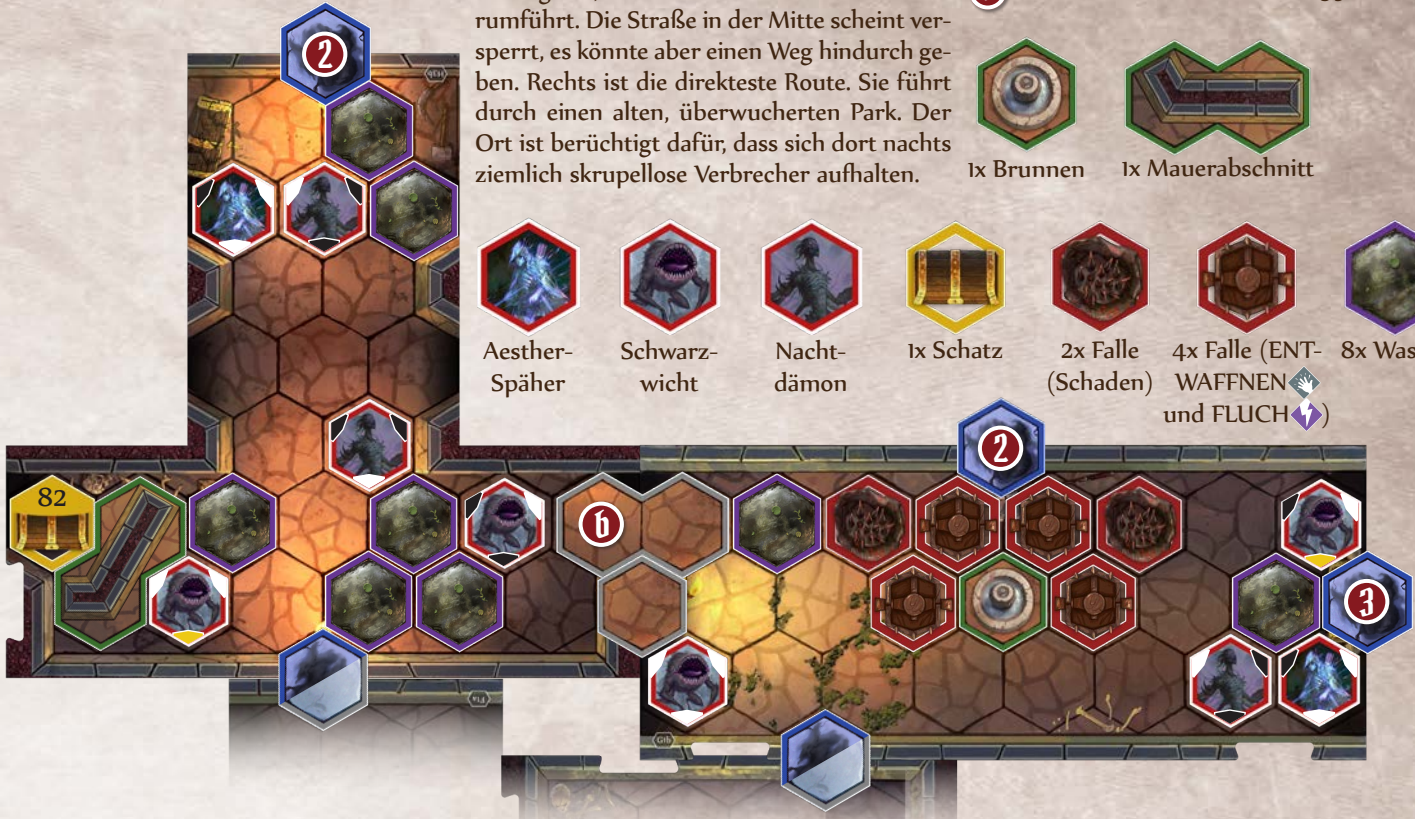 rumführt. Die Straße in der Mitte scheint ver-
sperrt, es könnte aber einen Weg hindurch ge-
ben. Rechts ist die direkteste Route. Sie führt
durch einen alten, überwucherten Park. Der
Ort ist berüchtigt dafür, dass sich dort nachts
ziemlich skrupellose Verbrecher aufhalten.
1x Brunnen
1x Mauerabschnitt
Aesther-
Späher
Schwarz-
wicht
Nacht-
dämon
1x Schatz
2x Falle
(Schaden)
4x Falle (ENT-
WAFFNEN
und FLUCH )
8x Was
2
2
82
6
3
G1b